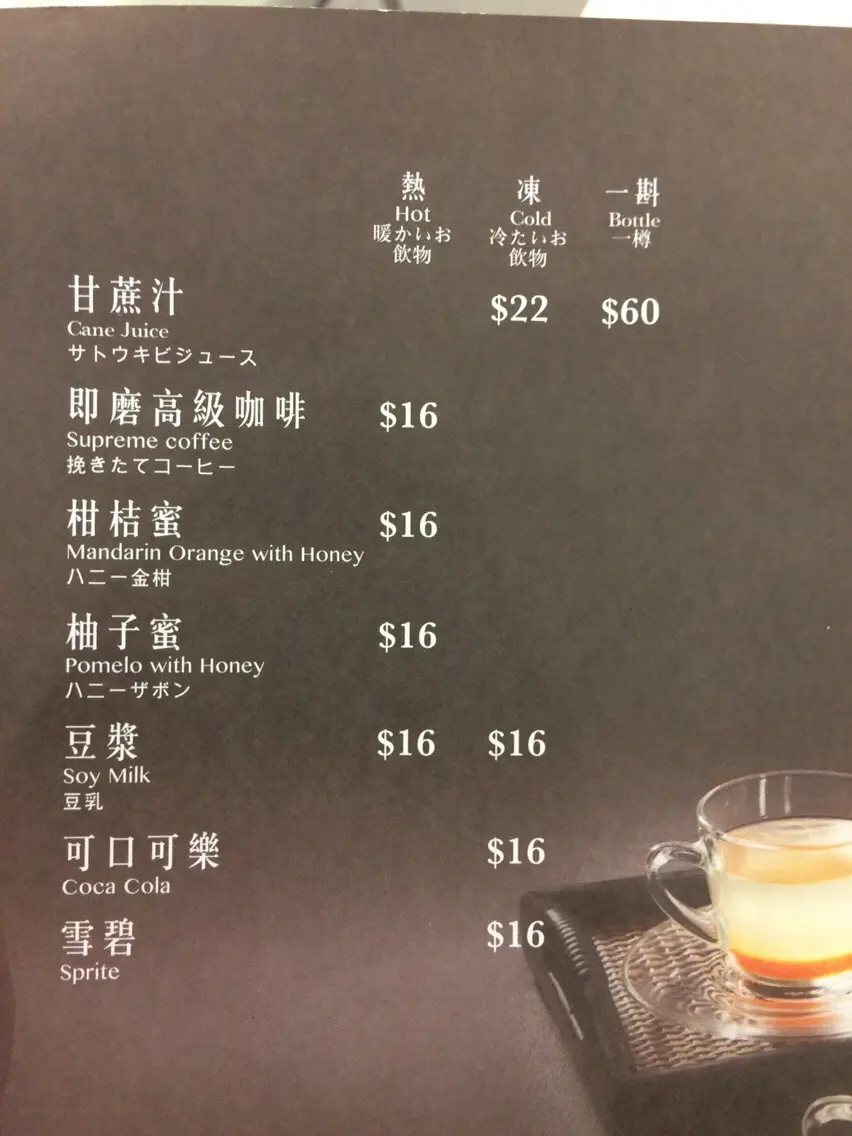 熱 凍 一斟
Hot Cold Bottle
暖かいお 冷たいお 一樽
飲物 飲物
甘蔗汁 $22 $60
Cane Juice
サトウキビジュース
即磨高級咖啡 $16
Supreme coffee
挽きたてコーヒー
柑桔蜜 $16
Mandarin Orange with Honey
ハニー金柑
柚子蜜 $16
Pomelo with Honey
ハニーザボン
豆漿 $16 $16
Soy Milk
豆乳
可口可樂 $16
Coca Cola
雪碧 $16
Sprite